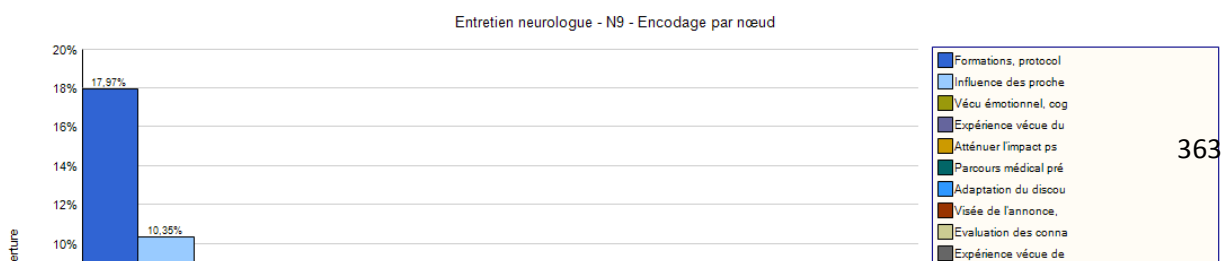 Entretien neurologue - N9 - Encodage par nœud
20%
18%
16%
14%
12%
10%
17,97%
10,35%
Formations, protocol
Influence des proche
Vécu émotionnel, cog
Expérience vécue du
Atténuer l'impact ps
Parcours médical pré
Adaptation du discou
Visée de l'annonce,
Evaluation des conna
Expérience vécue de
363
erture